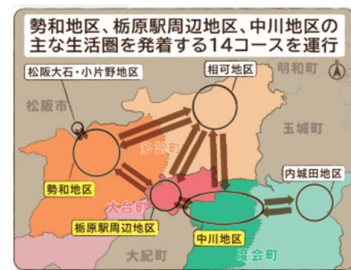 勢和地区、栃原駅周辺地区、中川地区の
主な生活圏を発着する14コースを運行
松阪大石・小片野地区
相可地区
明和町
松阪市
玉城町
多気町
内城田地区
勢和地区
大台町
栃原駅周辺地区
中川地区
大紀町
度会町